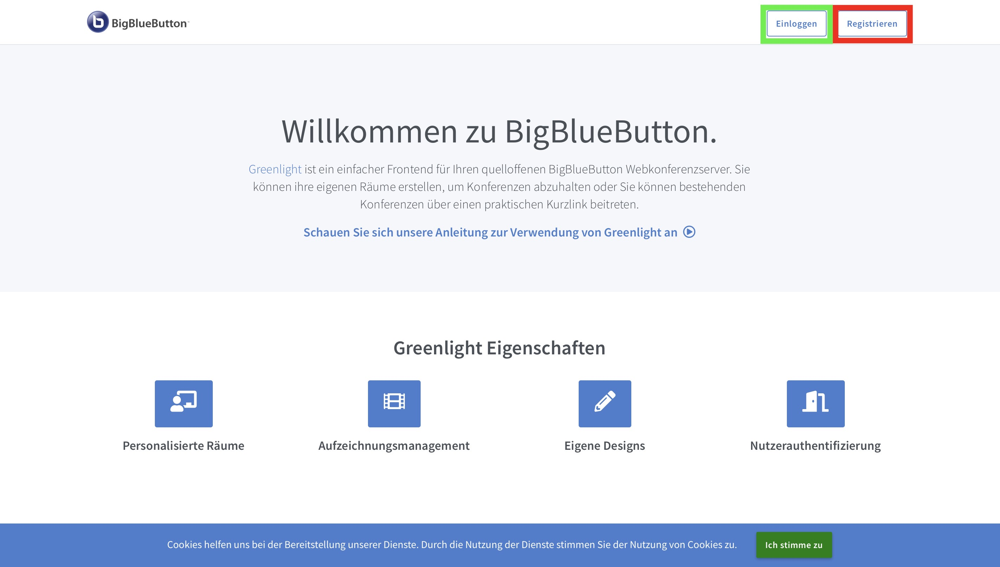 BigBlueButton™
Einloggen
Registrieren
Willkommen zu BigBlueButton.
Greenlight ist ein einfacher Frontend für Ihren quelloffenen BigBlueButton Webkonferenzserver. Sie
können ihre eigenen Räume erstellen, um Konferenzen abzuhalten oder Sie können bestehenden
Konferenzen über einen praktischen Kurzlink beitreten.
Schauen Sie sich unsere Anleitung zur Verwendung von Greenlight an
Greenlight Eigenschaften
Personalisierte Räume
Aufzeichnungsmanagement
Eigene Designs
Nutzerauthentifizierung
Cookies helfen uns bei der Bereitstellung unserer Dienste. Durch die Nutzung der Dienste stimmen Sie der Nutzung von Cookies zu.
Ich stimme zu